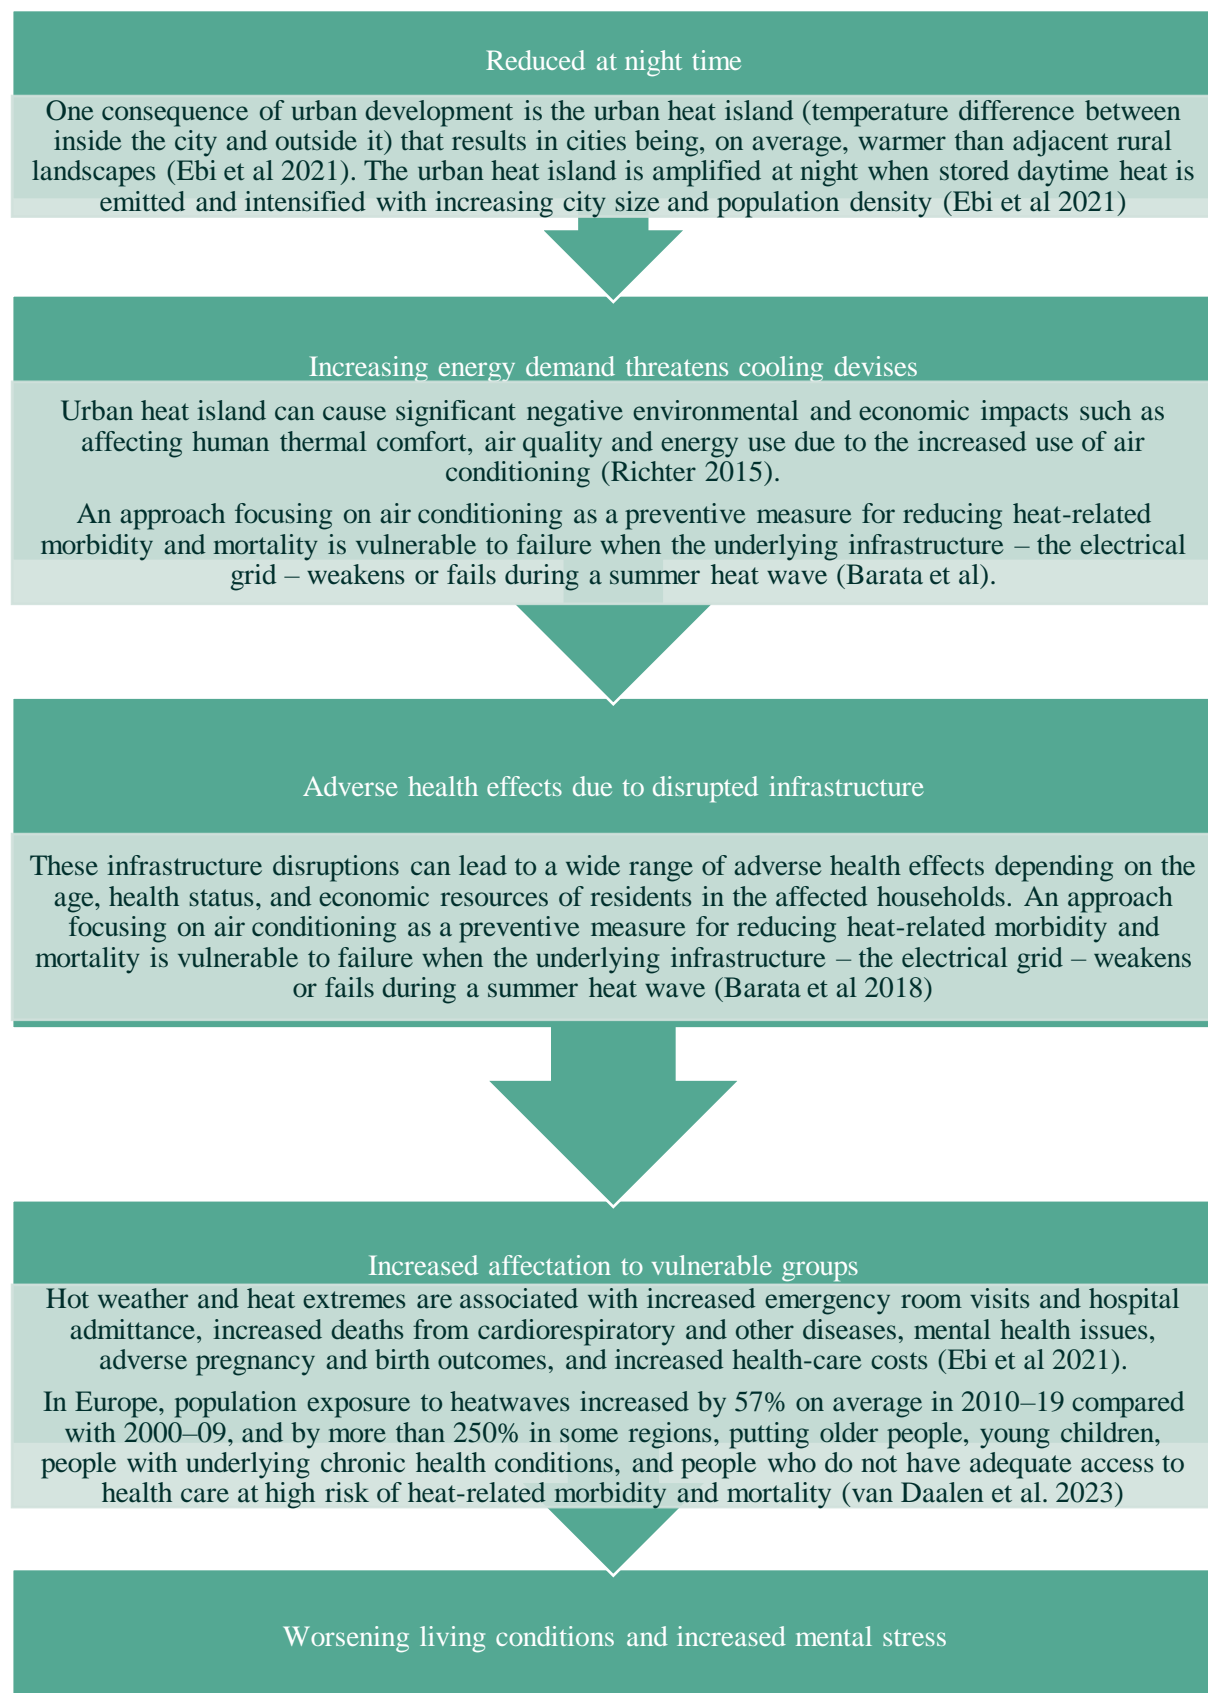 Reduced at night time
One consequence of urban development is the urban heat island (temperature difference between
inside the city and outside it) that results in cities being, on average, warmer than adjacent rural
landscapes (Ebi et al 2021). The urban heat island is amplified at night when stored daytime heat is
emitted and intensified with increasing city size and population density (Ebi et al 2021)
Increasing energy demand threatens cooling devises
Urban heat island can cause significant negative environmental and economic impacts such as
affecting human thermal comfort, air quality and energy use due to the increased use of air
conditioning (Richter 2015).
An approach focusing on air conditioning as a preventive measure for reducing heat-related
morbidity and mortality is vulnerable to failure when the underlying infrastructure – the electrical
grid – weakens or fails during a summer heat wave (Barata et al).
Adverse health effects due to disrupted infrastructure
These infrastructure disruptions can lead to a wide range of adverse health effects depending on the
age, health status, and economic resources of residents in the affected households. An approach
focusing on air conditioning as a preventive measure for reducing heat-related morbidity and
mortality is vulnerable to failure when the underlying infrastructure – the electrical grid – weakens
or fails during a summer heat wave (Barata et al 2018)
Increased affectation to vulnerable groups
Hot weather and heat extremes are associated with increased emergency room visits and hospital
admittance, increased deaths from cardiorespiratory and other diseases, mental health issues,
adverse pregnancy and birth outcomes, and increased health-care costs (Ebi et al 2021).
In Europe, population exposure to heatwaves increased by 57% on average in 2010–19 compared
with 2000–09, and by more than 250% in some regions, putting older people, young children,
people with underlying chronic health conditions, and people who do not have adequate access to
health care at high risk of heat-related morbidity and mortality (van Daalen et al. 2023)
Worsening living conditions and increased mental stress